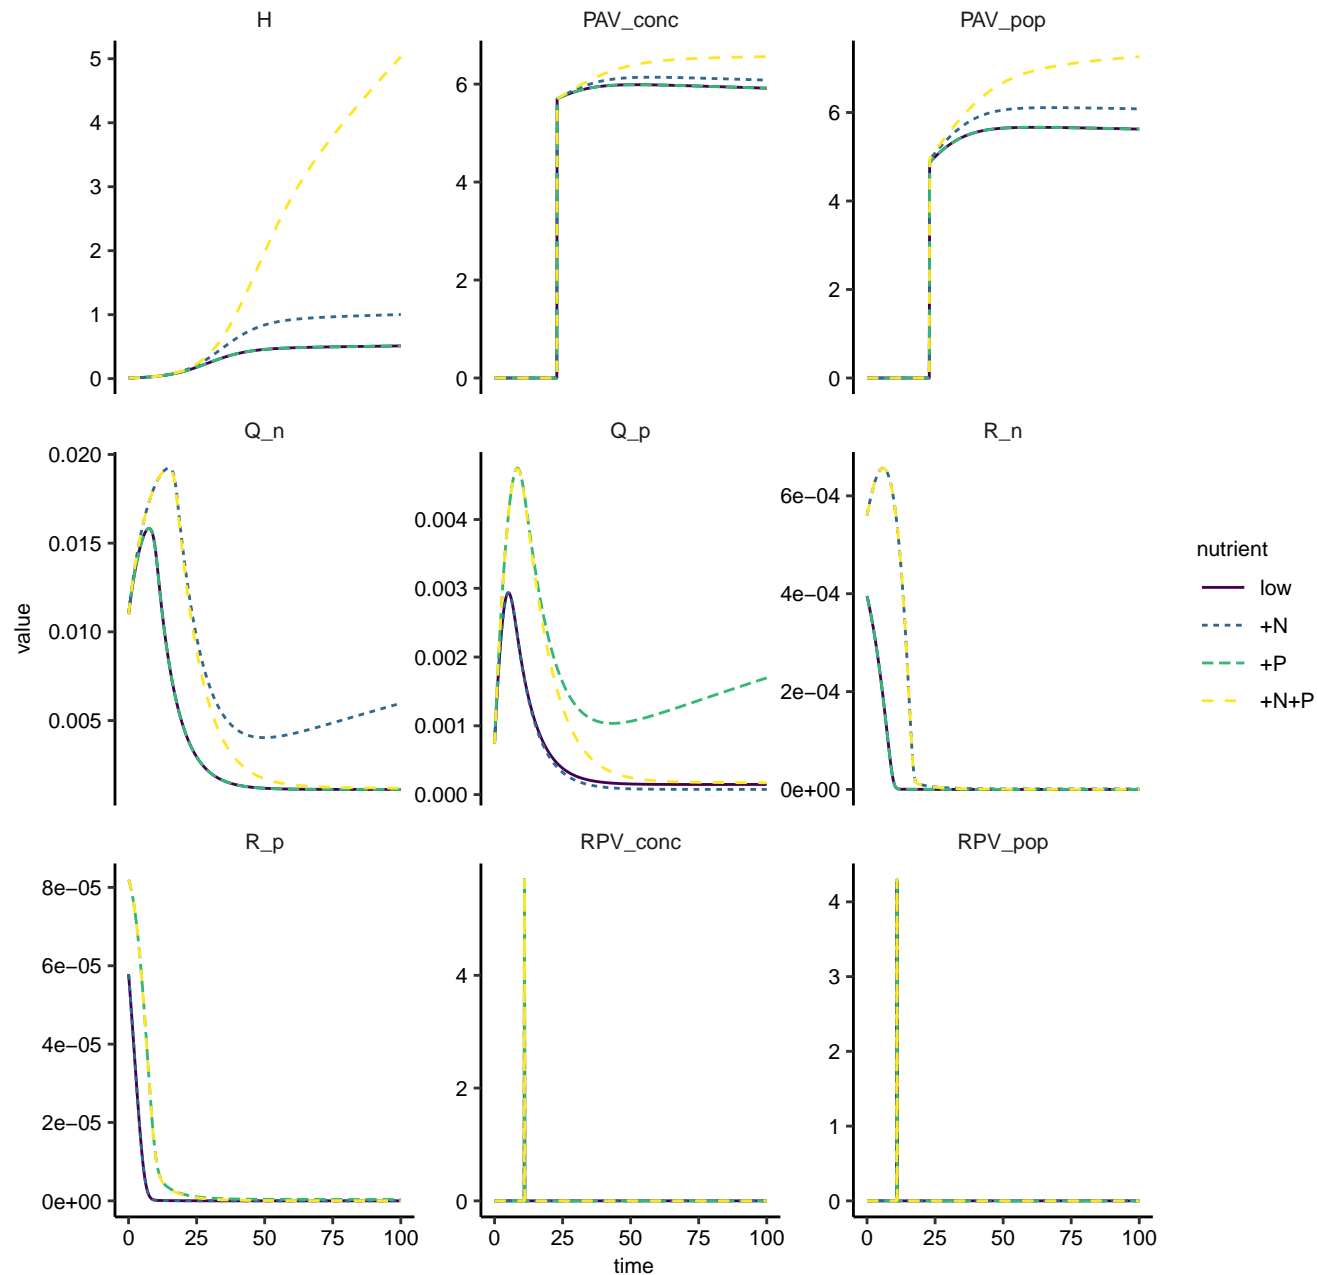 H
PAV_conc
PAV_pop
5
4
3
2
1
0
6
4
2
0
6
4
2
0
Q_n
Q_p
R_n
0.020
0.015
0.010
0.005
0.004
0.003
0.002
0.001
0.000
6e−04
4e−04
2e−04
0e+00
R_p
RPV_conc
RPV_pop
8e−05
6e−05
4e−05
2e−05
0e+00
4
2
0
4
3
2
1
0
0 25 50 75 100
0 25 50 75 100
0 25 50 75 100
time
value
nutrient
low
+N
+P
+N+P